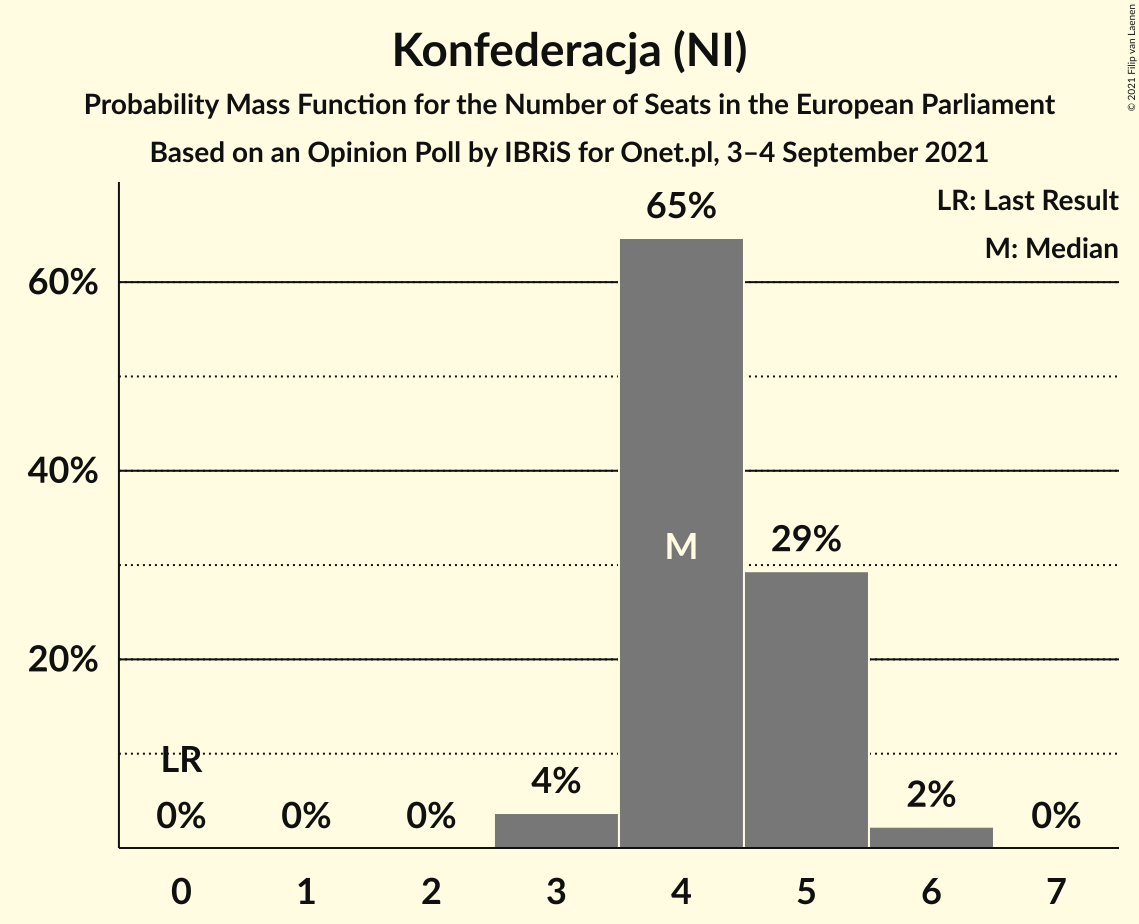 Konfederacja (NI)
Probability Mass Function for the Number of Seats in the European Parliament
Based on an Opinion Poll by IBRiS for Onet.pl, 3–4 September 2021
© 2021 Filip van Laenen
LR: Last Result
M: Median
65%
60%
40%
M
29%
20%
LR
4%
2%
0% 0% 0% 0%
0 1 2 3 4 5 6 7